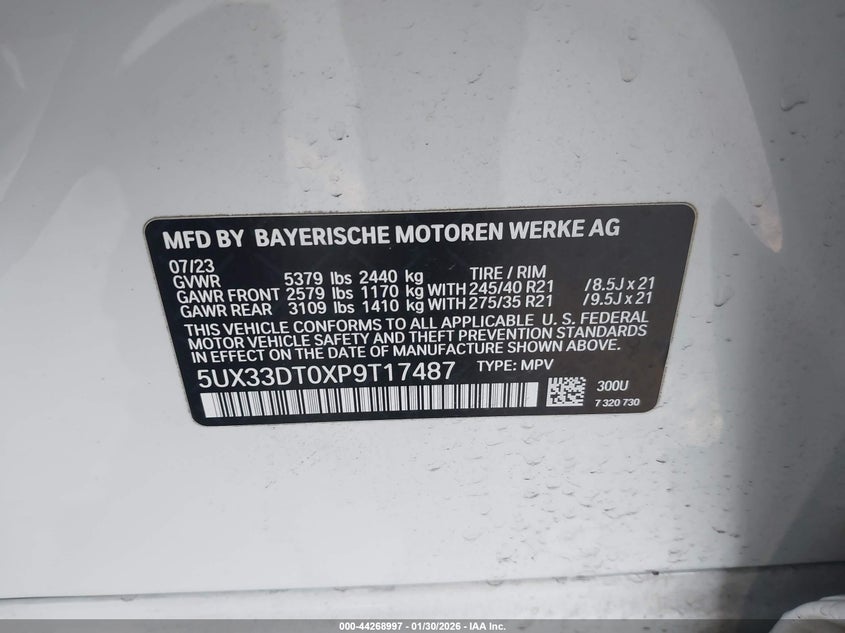 MFD BY BAYERISCHE MOTOREN WERKE AG
07/23
GVWR 5379 lbs 2440 kg TIRE / RIM
GAWR FRONT 2579 lbs 1170 kg WITH 245/40 R21 /8.5J x 21
GAWR REAR 3109 lbs 1410 kg WITH 275/35 R21 /9.5J x 21
THIS VEHICLE CONFORMS TO ALL APPLICABLE U. S. FEDERAL
MOTOR VEHICLE SAFETY AND THEFT PREVENTION STANDARDS
IN EFFECT ON THE DATE OF MANUFACTURE SHOWN ABOVE.
5UX33DT0XP9T17487 TYPE: MPV
300U
7 320 730
000-44268997 - 01/30/2026 - IAA Inc.